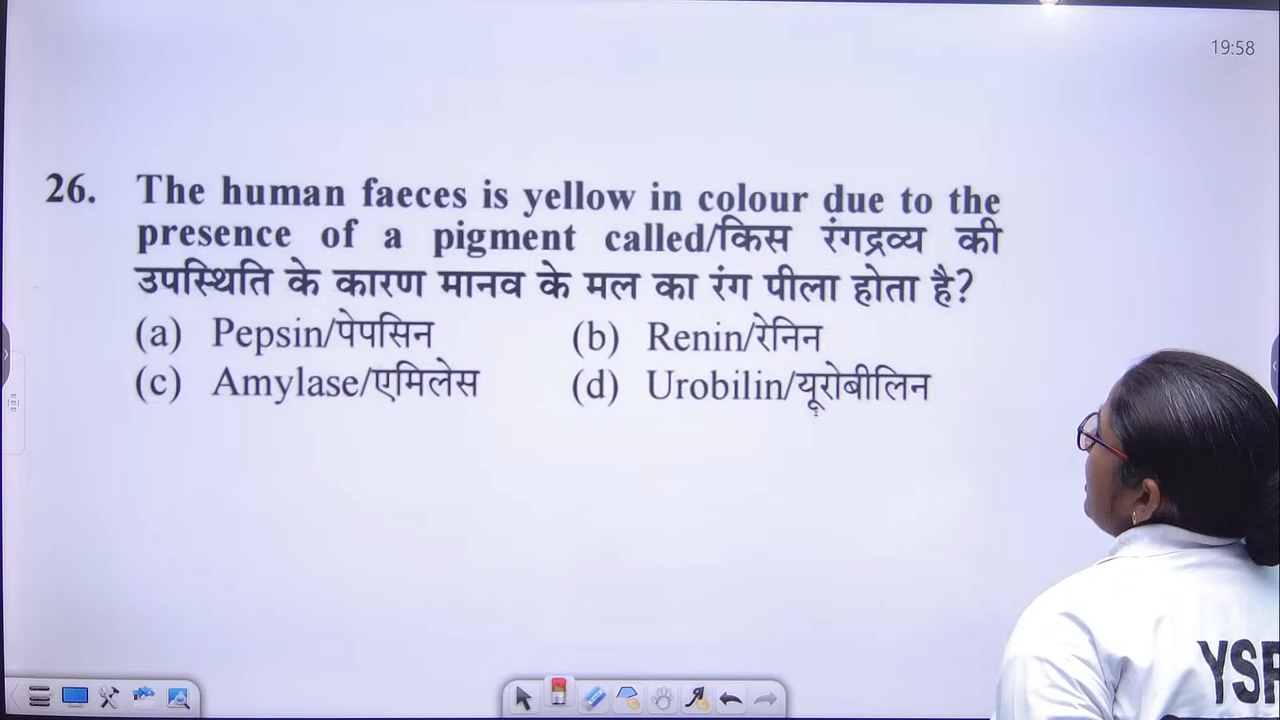 19:58
26. The human faeces is yellow in colour due to the
presence of a pigment called/किस रंगद्रव्य की
उपस्थिति के कारण मानव के मल का रंग पीला होता है?
(a) Pepsin/पेपसिन (b) Renin/रेनिन
(c) Amylase/एमिलेस (d) Urobilin/यूरोबीलिन